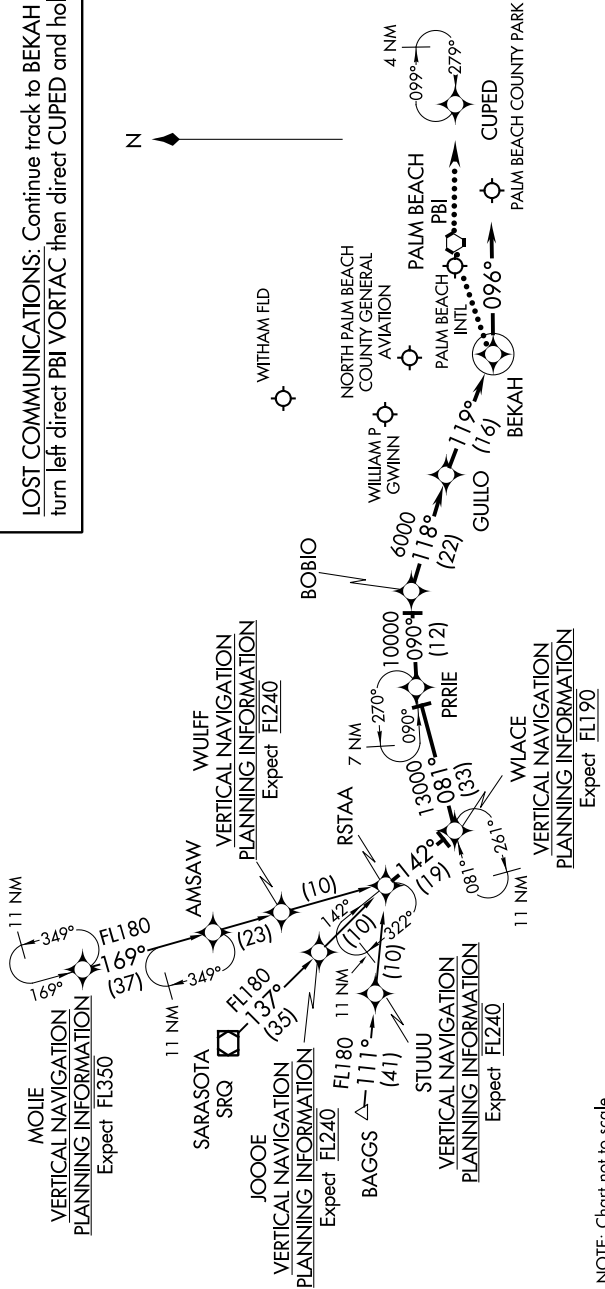 LOST COMMUNICATIONS: Continue track to BEKAH
turn left direct PBI VORTAC then direct CUPED and hol
N
MOLIE
VERTICAL NAVIGATION
PLANNING INFORMATION
Expect FL350
11 NM
349°
169°
FL180
169°
(37)
AMSAW
11 NM
349°
(23)
WULFF
VERTICAL NAVIGATION
PLANNING INFORMATION
Expect FL240
(10)
SARASOTA
SRQ
FL180
137°
(35)
JOOOE
VERTICAL NAVIGATION
PLANNING INFORMATION
Expect FL240
142°
(10)
BAGGS
FL180
111°
(41)
STUUU
VERTICAL NAVIGATION
PLANNING INFORMATION
Expect FL240
(10)
11 NM
322°
RSTAA
142°
(19)
WLACE
VERTICAL NAVIGATION
PLANNING INFORMATION
Expect FL190
081°
261°
11 NM
13000
081°
(33)
PRRIE
7 NM
270°
090°
10000
090°
(12)
BOBIO
6000
118°
(22)
GULLO
119°
(16)
BEKAH
096°
WITHAM FLD
WILLIAM P
GWINN
NORTH PALM BEACH
COUNTY GENERAL
AVIATION
PALM BEACH
INTL
PALM BEACH
PBI
CUPED
4 NM
099°
279°
PALM BEACH COUNTY PARK
NOTE: Chart not to scale